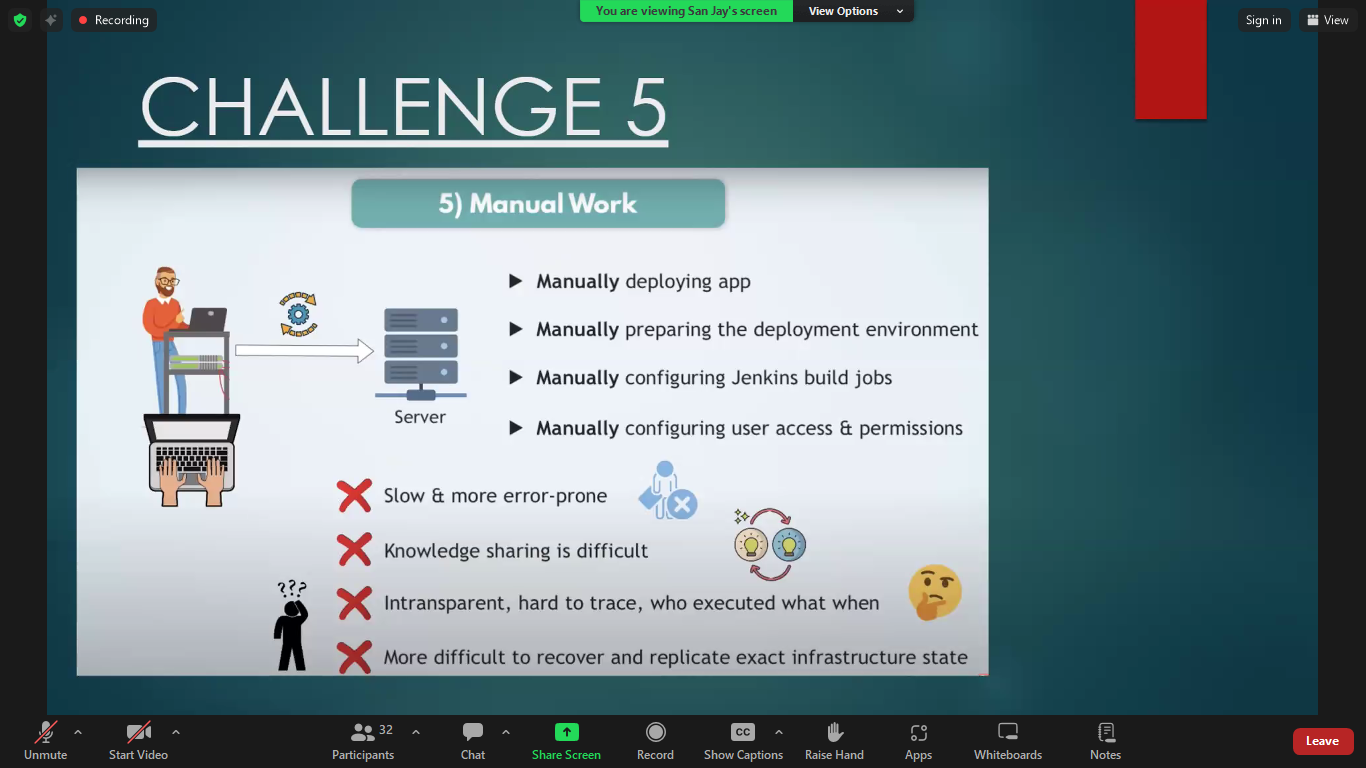 Recording
You are viewing San Jay's screen
View Options
Sign in
View
CHALLENGE 5
5) Manual Work
Manually deploying app
Manually preparing the deployment environment
Manually configuring Jenkins build jobs
Manually configuring user access & permissions
Server
Slow & more error-prone
Knowledge sharing is difficult
???
Intransparent, hard to trace, who executed what when
More difficult to recover and replicate exact infrastructure state
Unmute
Start Video
Participants
32
Chat
Share Screen
Record
CC
Show Captions
Raise Hand
Apps
Whiteboards
Notes
Leave